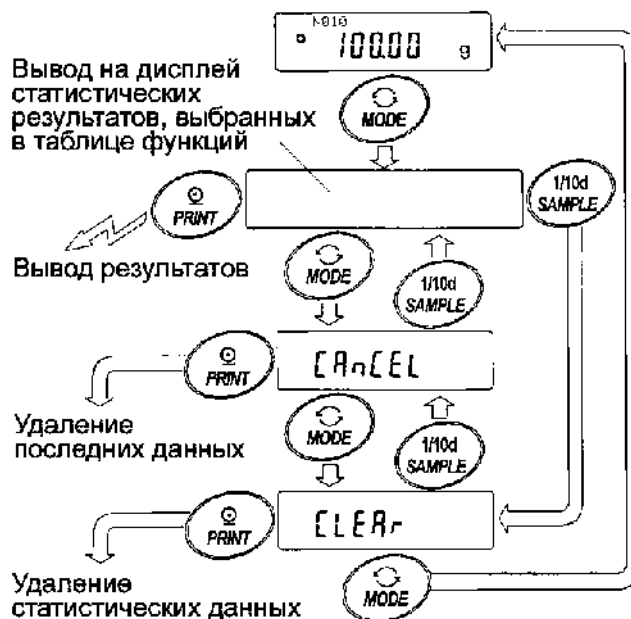 N010
100.00 g
Вывод на дисплей
статистических
результатов, выбранных
в таблице функций
MODE
PRINT
1/10d
SAMPLE
Вывод результатов
MODE
1/10d
SAMPLE
PRINT
CAnCEL
Удаление
последних данных
MODE
1/10d
SAMPLE
PRINT
CLEAr
Удаление
статистических данных
MODE